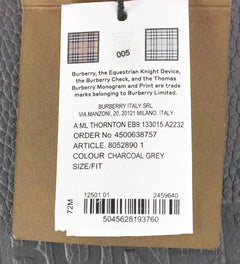 005
Burberry, the Equestrian Knight Device,
the Burberry Check, and the Thomas
Burberry Monogram and Print are trade
marks belonging to Burberry Limited.
BURBERRY ITALY SRL
VIA MANZONI, 20, 20121 MILANO, ITALY
A:ML THORNTON EB9:133015:A2232
ORDER No 4500638757
ARTICLE 8052890 1
COLOUR CHARCOAL GREY
SIZE/FIT
72M
12501 01
2459640
5045628193760